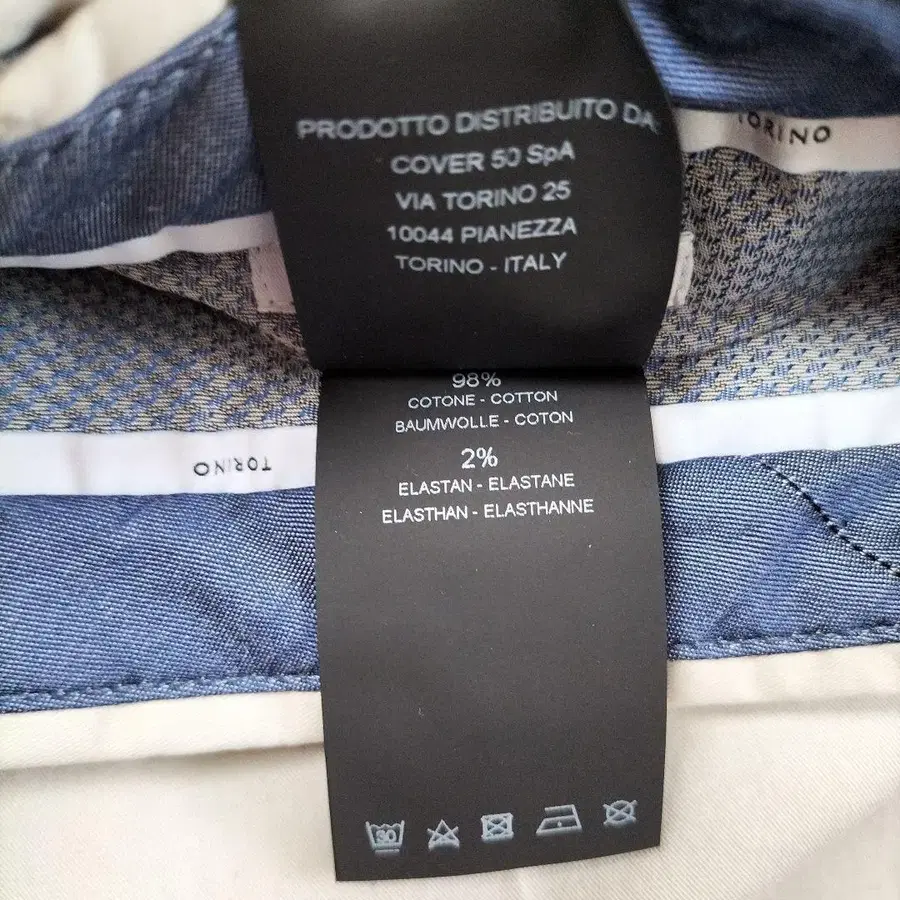 PRODOTTO DISTRIBUITO DA:
COVER 50 SpA
VIA TORINO 25
10044 PIANEZZA
TORINO - ITALY
TORINO
98%
COTONE - COTTON
BAUMWOLLE - COTON
2%
ELASTAN - ELASTANE
ELASTHAN - ELASTHANNE
TORINO
30